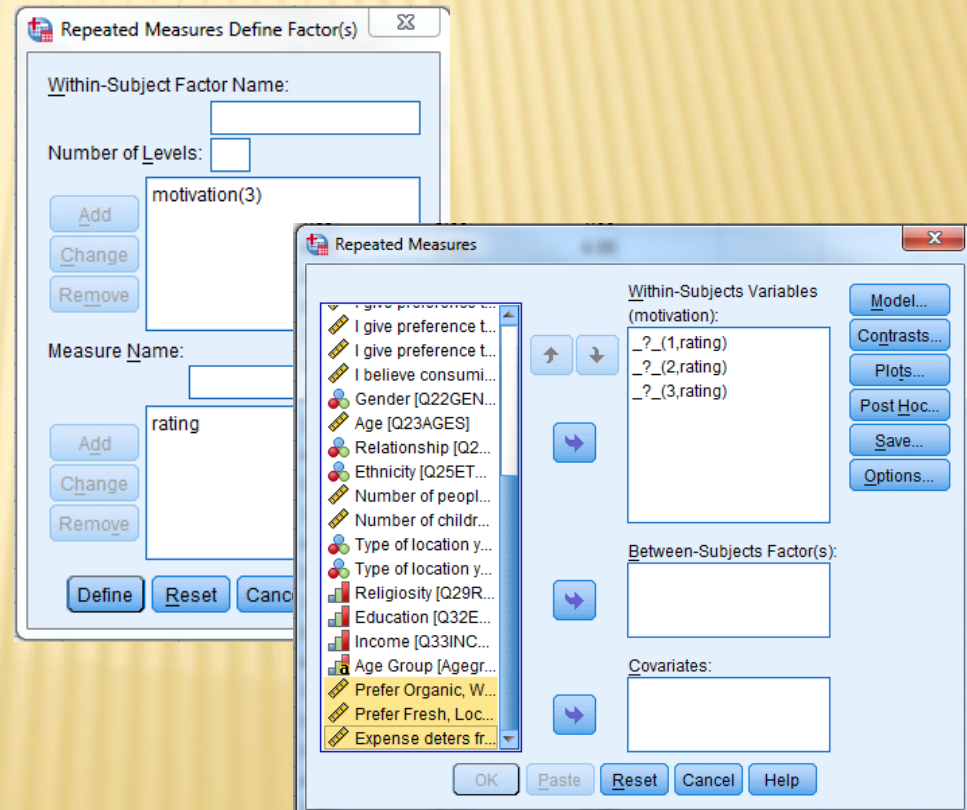 Repeated Measures Define Factor(s)
Within-Subject Factor Name:
Number of Levels:
motivation(3)
Add
Change
Remove
Measure Name:
rating
Add
Change
Remove
Define
Reset
Canc
Repeated Measures
I give preference t...
I give preference t...
I give preference t...
I believe consumi...
Gender [Q22GEN...
Age [Q23AGES]
Relationship [Q2...
Ethnicity [Q25ET...
Number of peopl...
Number of childr...
Type of location y...
Type of location y...
Religiosity [Q29R...
Education [Q32E...
Income [Q33INC...
Age Group [Agegr...
Prefer Organic, W...
Prefer Fresh, Loc...
Expense deters fr...
Within-Subjects Variables
(motivation):
_?_(1,rating)
_?_(2,rating)
_?_(3,rating)
Between-Subjects Factor(s):
Covariates:
Model...
Contrasts...
Plots...
Post Hoc...
Save...
Options...
OK
Paste
Reset
Cancel
Help